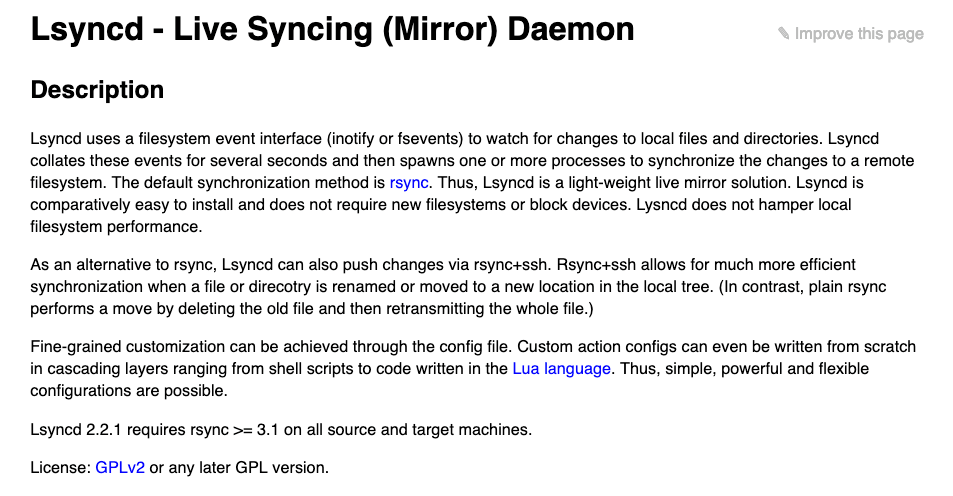 Lsyncd - Live Syncing (Mirror) Daemon
✎ Improve this page
Description
Lsyncd uses a filesystem event interface (inotify or fsevents) to watch for changes to local files and directories. Lsyncd
collates these events for several seconds and then spawns one or more processes to synchronize the changes to a remote
filesystem. The default synchronization method is rsync. Thus, Lsyncd is a light-weight live mirror solution. Lsyncd is
comparatively easy to install and does not require new filesystems or block devices. Lysncd does not hamper local
filesystem performance.
As an alternative to rsync, Lsyncd can also push changes via rsync+ssh. Rsync+ssh allows for much more efficient
synchronization when a file or direcotry is renamed or moved to a new location in the local tree. (In contrast, plain rsync
performs a move by deleting the old file and then retransmitting the whole file.)
Fine-grained customization can be achieved through the config file. Custom action configs can even be written from scratch
in cascading layers ranging from shell scripts to code written in the Lua language. Thus, simple, powerful and flexible
configurations are possible.
Lsyncd 2.2.1 requires rsync >= 3.1 on all source and target machines.
License: GPLv2 or any later GPL version.